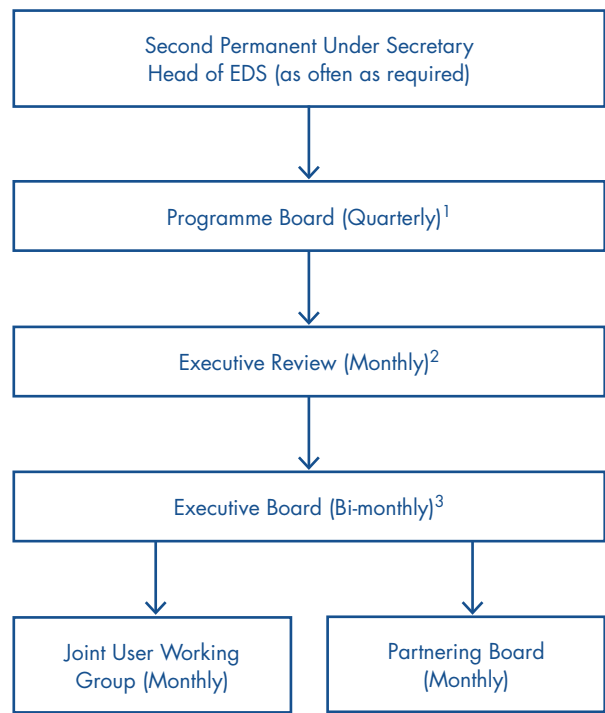 Second Permanent Under Secretary
Head of EDS (as often as required)
Programme Board (Quarterly)1
Executive Review (Monthly)2
Executive Board (Bi-monthly)3
Joint User Working
Group (Monthly)
Partnering Board
(Monthly)